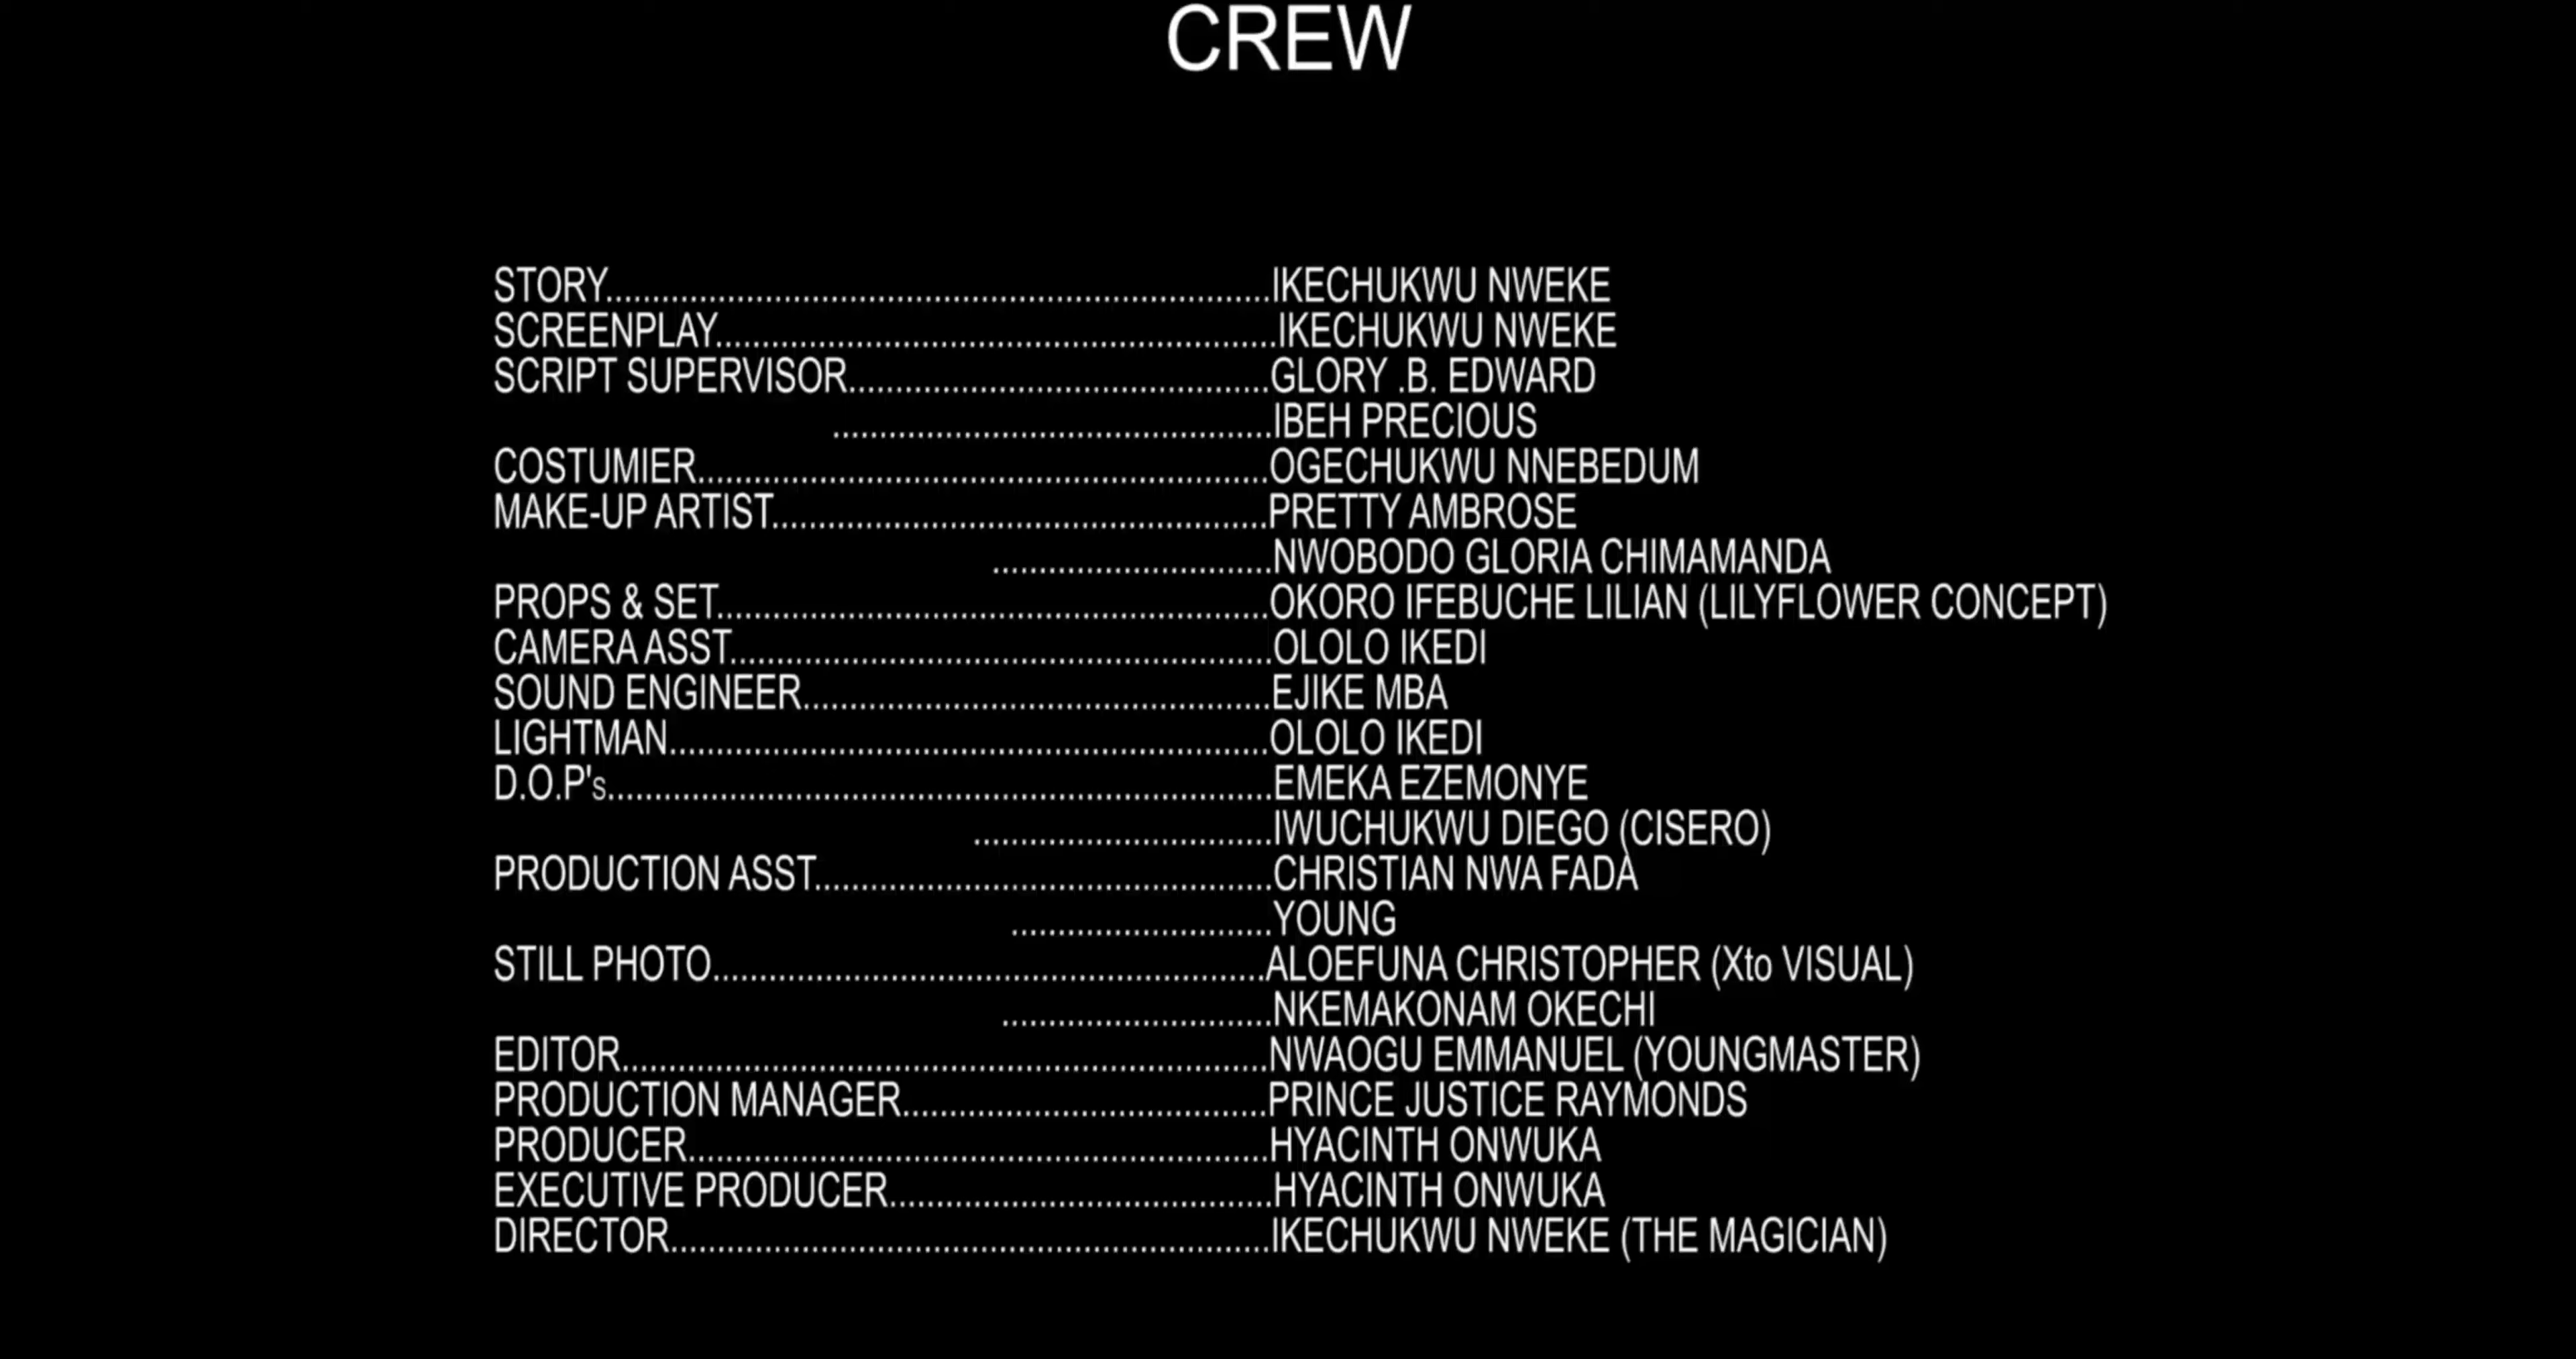 CREW
STORY.......................................................................IKECHUKWU NWEKE
SCREENPLAY............................................................IKECHUKWU NWEKE
SCRIPT SUPERVISOR.............................................GLORY .B. EDWARD
...............................................IBEH PRECIOUS
COSTUMIER.............................................................OGECHUKWU NNEBEDUM
MAKE-UP ARTIST.....................................................PRETTY AMBROSE
..............................NWOBODO GLORIA CHIMAMANDA
PROPS & SET...........................................................OKORO IFEBUCHE LILIAN (LILYFLOWER CONCEPT)
CAMERA ASST..........................................................OLOLO IKEDI
SOUND ENGINEER..................................................EJIKE MBA
LIGHTMAN................................................................OLOLO IKEDI
D.O.P's.......................................................................EMEKA EZEMONYE
................................IWUCHUKWU DIEGO (CISERO)
PRODUCTION ASST.................................................CHRISTIAN NWA FADA
............................YOUNG
STILL PHOTO...........................................................ALOEFUNA CHRISTOPHER (Xto VISUAL)
.............................NKEMAKONAM OKECHI
EDITOR.....................................................................NWAOGU EMMANUEL (YOUNGMASTER)
PRODUCTION MANAGER.......................................PRINCE JUSTICE RAYMONDS
PRODUCER..............................................................HYACINTH ONWUKA
EXECUTIVE PRODUCER.........................................HYACINTH ONWUKA
DIRECTOR................................................................IKECHUKWU NWEKE (THE MAGICIAN)